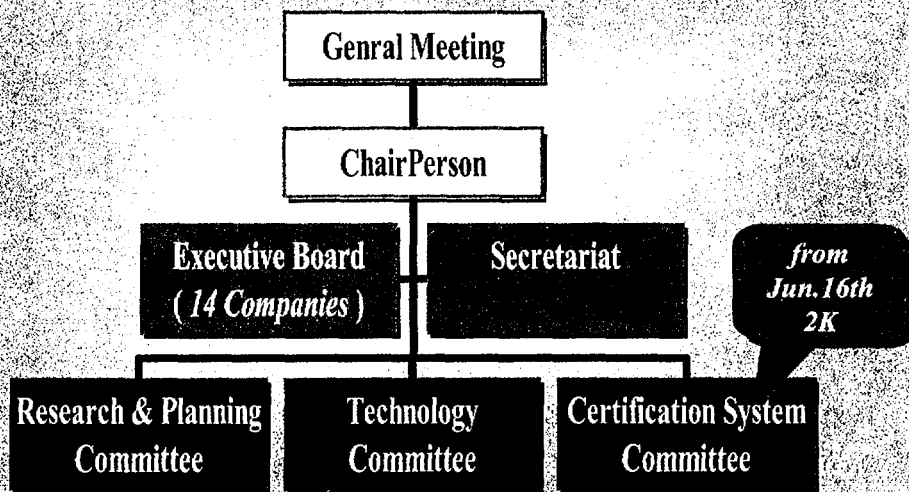 Genral Meeting
ChairPerson
Executive Board
( 14 Companies )
Secretariat
from
Jun.16th
2K
Research & Planning
Committee
Technology
Committee
Certification System
Committee